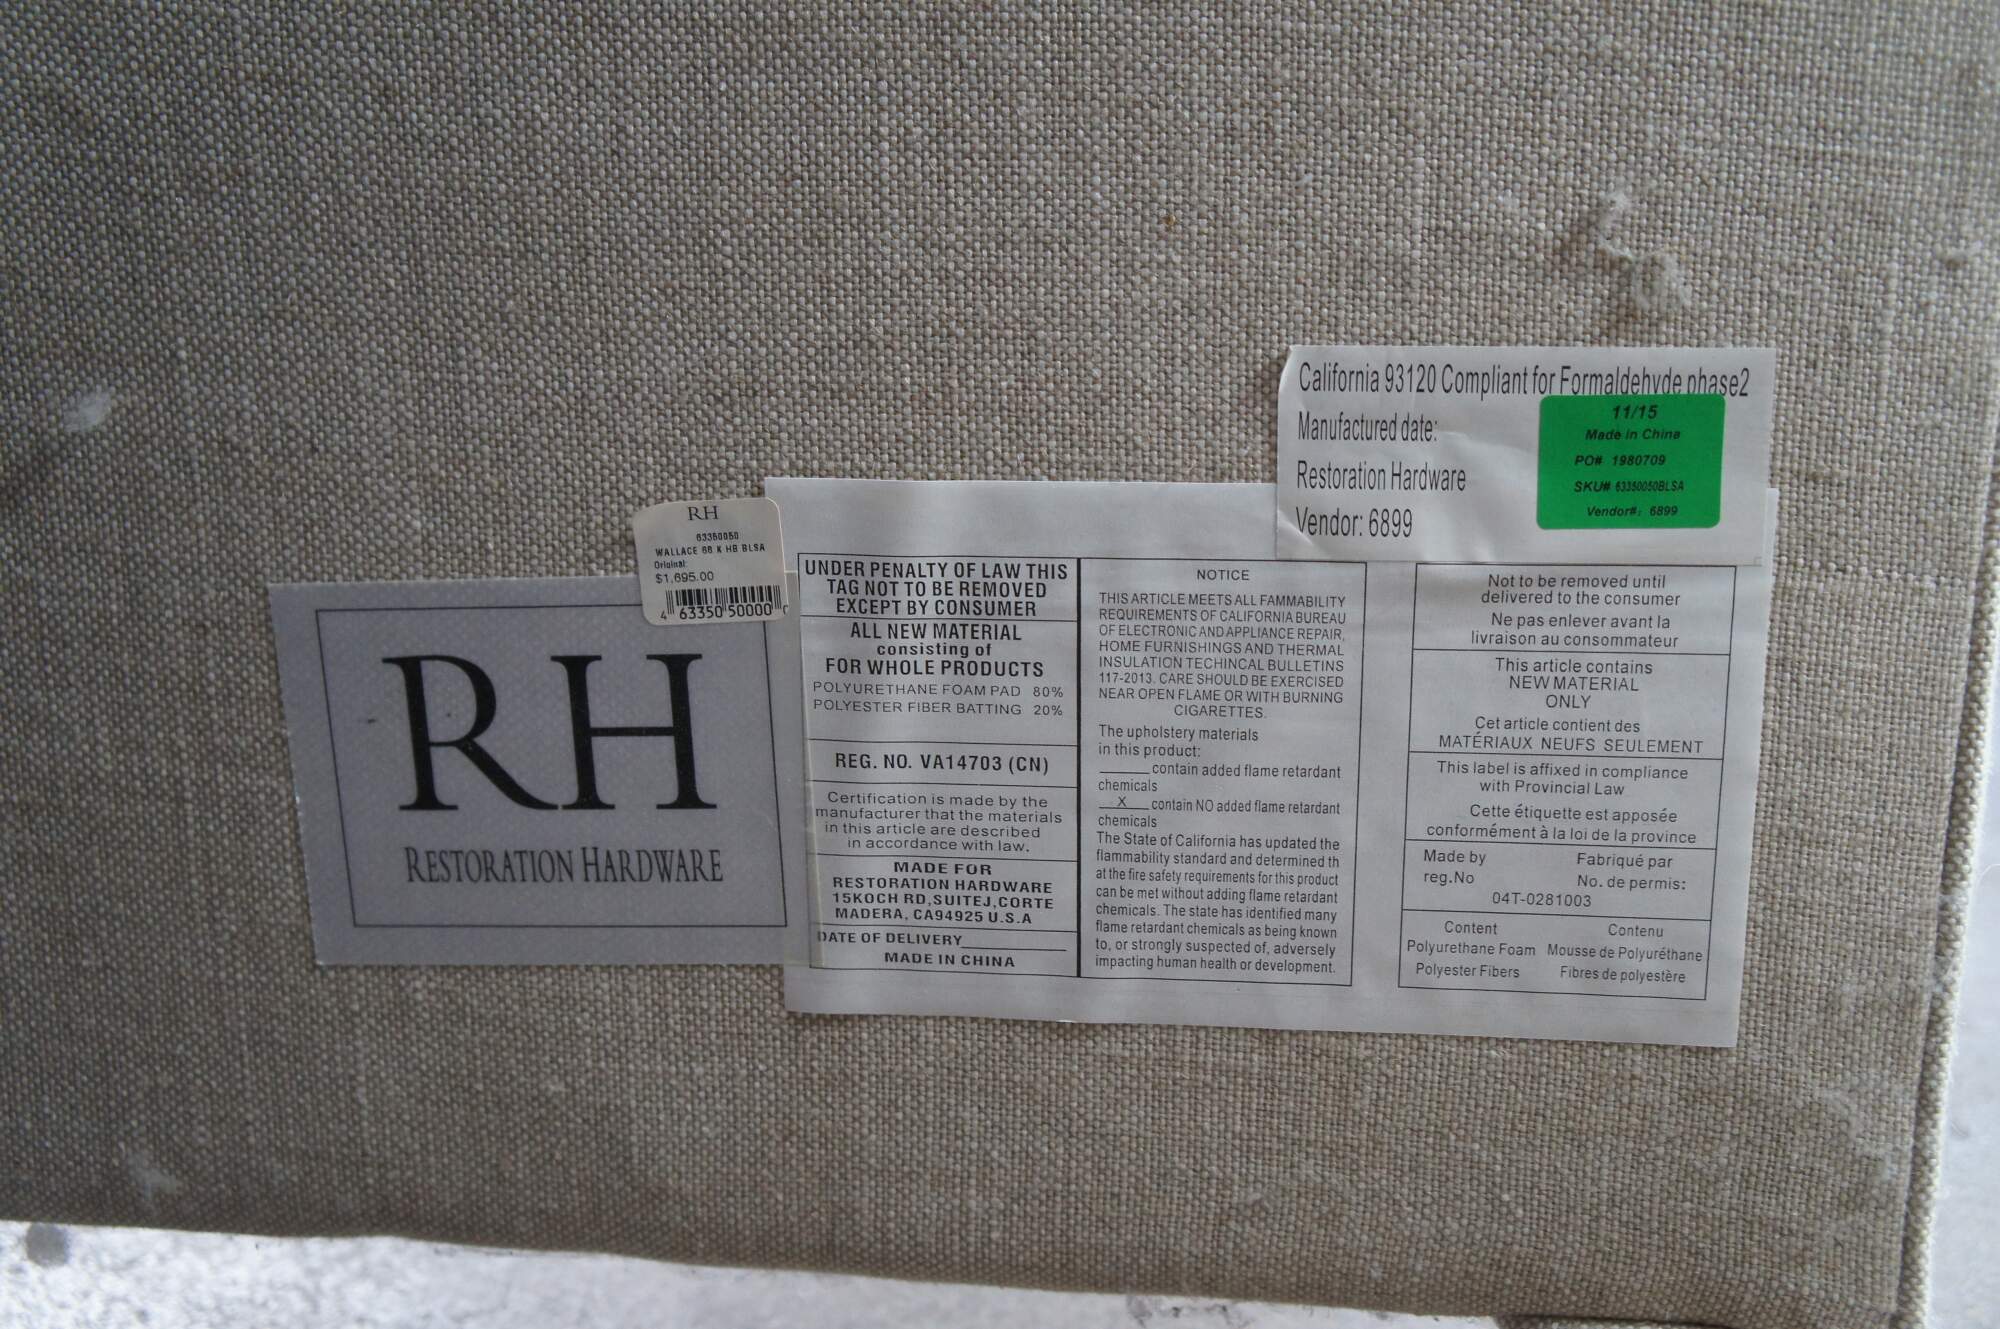 California 93120 Compliant for Formaldehyde phase2
Manufactured date:
Restoration Hardware
Vendor: 6899
11/15
Made in China
PO# 1980709
SKU# 63350050BLSA
Vendor#: 6899
RH
63350050
WALLACE 66 K HB BLSA
Original:
$1,695.00
4 63350 50000
RH
RESTORATION HARDWARE
UNDER PENALTY OF LAW THIS
TAG NOT TO BE REMOVED
EXCEPT BY CONSUMER
ALL NEW MATERIAL
consisting of
FOR WHOLE PRODUCTS
POLYURETHANE FOAM PAD 80%
POLYESTER FIBER BATTING 20%
REG. NO. VA14703 (CN)
Certification is made by the
manufacturer that the materials
in this article are described
in accordance with law.
MADE FOR
RESTORATION HARDWARE
15KOCH RD,SUITEJ,CORTE
MADERA, CA94925 U.S.A
DATE OF DELIVERY
MADE IN CHINA
NOTICE
THIS ARTICLE MEETS ALL FAMMABILITY
REQUIREMENTS OF CALIFORNIA BUREAU
OF ELECTRONIC AND APPLIANCE REPAIR,
HOME FURNISHINGS AND THERMAL
INSULATION TECHINCAL BULLETINS
117-2013. CARE SHOULD BE EXERCISED
NEAR OPEN FLAME OR WITH BURNING
CIGARETTES.
The upholstery materials
in this product:
______ contain added flame retardant
chemicals
__X__ contain NO added flame retardant
chemicals
The State of California has updated the
flammability standard and determined th
at the fire safety requirements for this product
can be met without adding flame retardant
chemicals. The state has identified many
flame retardant chemicals as being known
to, or strongly suspected of, adversely
impacting human health or development.
Not to be removed until
delivered to the consumer
Ne pas enlever avant la
livraison au consommateur
This article contains
NEW MATERIAL
ONLY
Cet article contient des
MATÉRIAUX NEUFS SEULEMENT
This label is affixed in compliance
with Provincial Law
Cette étiquette est apposée
conformément à la loi de la province
Made by Fabriqué par
reg.No No. de permis:
04T-0281003
Content Contenu
Polyurethane Foam Mousse de Polyuréthane
Polyester Fibers Fibres de polyestère